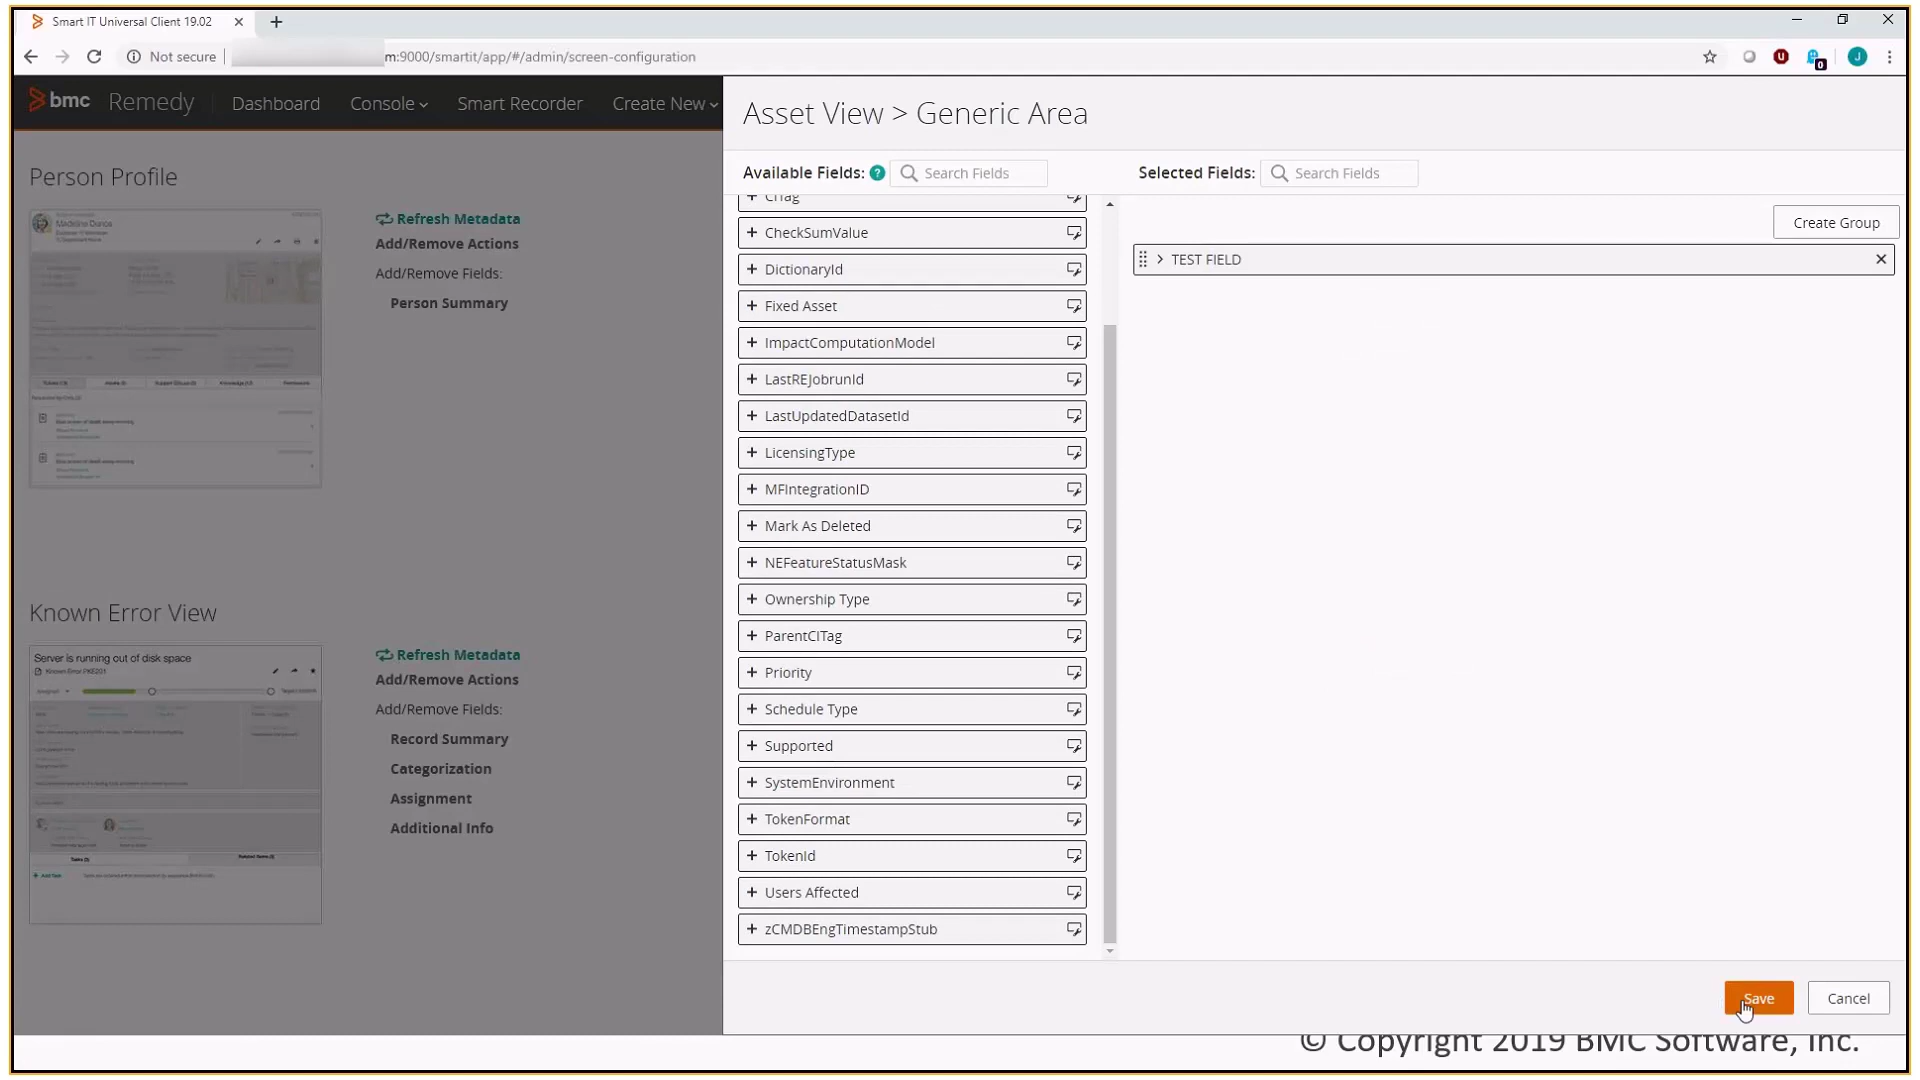 Smart IT Universal Client 19.02
Not secure
m:9000/smartit/app/#/admin/screen-configuration
0
J
bmc Remedy Dashboard Console Smart Recorder Create New
Person Profile
Madeline Dunca
Refresh Metadata
Add/Remove Actions
Add/Remove Fields:
Person Summary
Known Error View
Server is running out of disk space
Refresh Metadata
Add/Remove Actions
Add/Remove Fields:
Record Summary
Categorization
Assignment
Additional Info
Asset View > Generic Area
Available Fields: ? Search Fields
Selected Fields: Search Fields
CITag
CheckSumValue
DictionaryId
Fixed Asset
ImpactComputationModel
LastREJobrunId
LastUpdatedDatasetId
LicensingType
MFIntegrationID
Mark As Deleted
NEFeatureStatusMask
Ownership Type
ParentCITag
Priority
Schedule Type
Supported
SystemEnvironment
TokenFormat
TokenId
Users Affected
zCMDBEngTimestampStub
Create Group
TEST FIELD
Save
Cancel
© Copyright 2019 BMC Software, Inc.